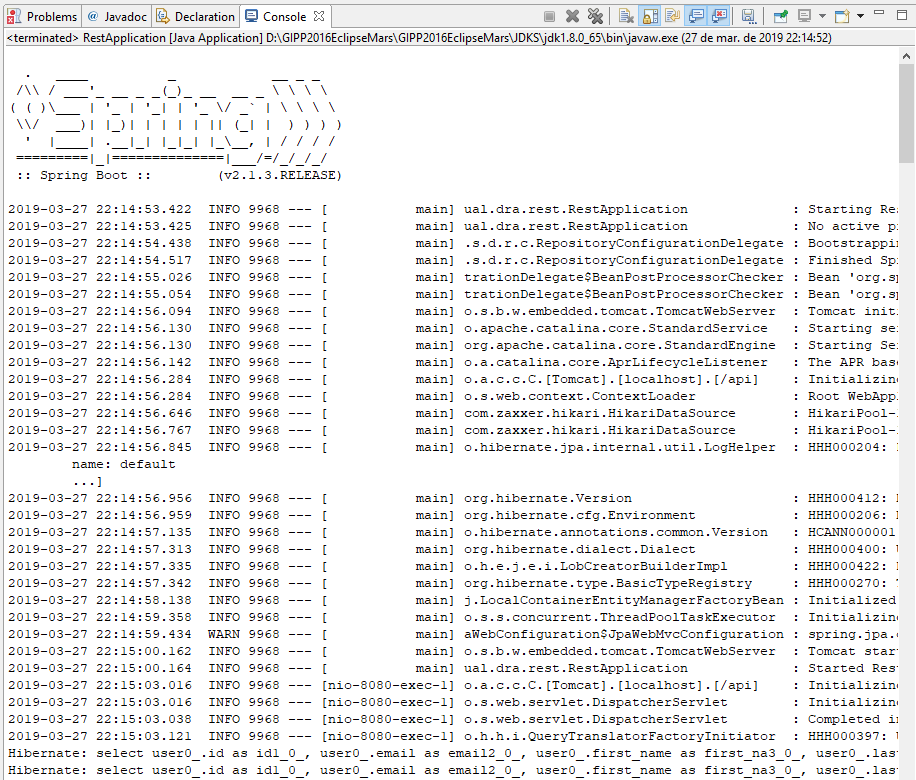 Problems @ Javadoc Declaration Console
<terminated> RestApplication [Java Application] D:\GIPP2016EclipseMars\GIPP2016EclipseMars\JDKS\jdk1.8.0_65\bin\javaw.exe (27 de mar. de 2019 22:14:52)
  .   ____          _            __ _ _
 /\\ / ___'_ __ _ _(_)_ __  __ _ \ \ \ \
( ( )\___ | '_ | '_| | '_ \/ _` | \ \ \ \
 \\/  ___)| |_)| | | | | || (_| |  ) ) ) )
  '  |____| .__|_| |_|_| |_\__, | / / / /
 =========|_|==============|___/=/_/_/_/
 :: Spring Boot ::        (v2.1.3.RELEASE)
2019-03-27 22:14:53.422  INFO 9968 --- [           main] ual.dra.rest.RestApplication             : Starting Re
2019-03-27 22:14:53.425  INFO 9968 --- [           main] ual.dra.rest.RestApplication             : No active
2019-03-27 22:14:54.438  INFO 9968 --- [           main] .s.d.r.c.RepositoryConfigurationDelegate : Bootstrappin
2019-03-27 22:14:54.517  INFO 9968 --- [           main] .s.d.r.c.RepositoryConfigurationDelegate : Finished Sp
2019-03-27 22:14:55.026  INFO 9968 --- [           main] trationDelegate$BeanPostProcessorChecker : Bean 'org.sp
2019-03-27 22:14:55.054  INFO 9968 --- [           main] trationDelegate$BeanPostProcessorChecker : Bean 'org.sp
2019-03-27 22:14:56.094  INFO 9968 --- [           main] o.s.b.w.embedded.tomcat.TomcatWebServer  : Tomcat init
2019-03-27 22:14:56.130  INFO 9968 --- [           main] o.apache.catalina.core.StandardService   : Starting se
2019-03-27 22:14:56.130  INFO 9968 --- [           main] org.apache.catalina.core.StandardEngine  : Starting Se
2019-03-27 22:14:56.142  INFO 9968 --- [           main] o.a.catalina.core.AprLifecycleListener   : The APR bas
2019-03-27 22:14:56.284  INFO 9968 --- [           main] o.a.c.c.C.[Tomcat].[localhost].[/api]    : Initializin
2019-03-27 22:14:56.284  INFO 9968 --- [           main] o.s.web.context.ContextLoader            : Root WebAppl
2019-03-27 22:14:56.646  INFO 9968 --- [           main] com.zaxxer.hikari.HikariDataSource       : HikariPool-
2019-03-27 22:14:56.767  INFO 9968 --- [           main] com.zaxxer.hikari.HikariDataSource       : HikariPool-
2019-03-27 22:14:56.845  INFO 9968 --- [           main] o.hibernate.jpa.internal.util.LogHelper  : HHH000204:
name: default
...]
2019-03-27 22:14:56.956  INFO 9968 --- [           main] org.hibernate.Version                    : HHH000412:
2019-03-27 22:14:56.959  INFO 9968 --- [           main] org.hibernate.cfg.Environment            : HHH000206:
2019-03-27 22:14:57.135  INFO 9968 --- [           main] o.hibernate.annotations.common.Version   : HCANN000001
2019-03-27 22:14:57.313  INFO 9968 --- [           main] org.hibernate.dialect.Dialect            : HHH000400:
2019-03-27 22:14:57.335  INFO 9968 --- [           main] o.h.e.j.e.i.LobCreatorBuilderImpl        : HHH000422:
2019-03-27 22:14:57.342  INFO 9968 --- [           main] org.hibernate.type.BasicTypeRegistry     : HHH000270:
2019-03-27 22:14:58.138  INFO 9968 --- [           main] j.LocalContainerEntityManagerFactoryBean : Initialized
2019-03-27 22:14:59.358  INFO 9968 --- [           main] o.s.s.concurrent.ThreadPoolTaskExecutor  : Initializin
2019-03-27 22:14:59.434  WARN 9968 --- [           main] aWebConfiguration$JpaWebMvcConfiguration : spring.jpa.
2019-03-27 22:15:00.162  INFO 9968 --- [           main] o.s.b.w.embedded.tomcat.TomcatWebServer  : Tomcat star
2019-03-27 22:15:00.164  INFO 9968 --- [           main] ual.dra.rest.RestApplication             : Started Res
2019-03-27 22:15:03.016  INFO 9968 --- [nio-8080-exec-1] o.a.c.c.C.[Tomcat].[localhost].[/api]    : Initializin
2019-03-27 22:15:03.016  INFO 9968 --- [nio-8080-exec-1] o.s.web.servlet.DispatcherServlet        : Initializin
2019-03-27 22:15:03.038  INFO 9968 --- [nio-8080-exec-1] o.s.web.servlet.DispatcherServlet        : Completed in
2019-03-27 22:15:03.121  INFO 9968 --- [nio-8080-exec-1] o.h.h.i.QueryTranslatorFactoryInitiator  : HHH000397:
Hibernate: select user0_.id as id1_0_, user0_.email as email2_0_, user0_.first_name as first_na3_0_, user0_.las
Hibernate: select user0_.id as id1_0_, user0_.email as email2_0_, user0_.first_name as first_na3_0_, user0_.las